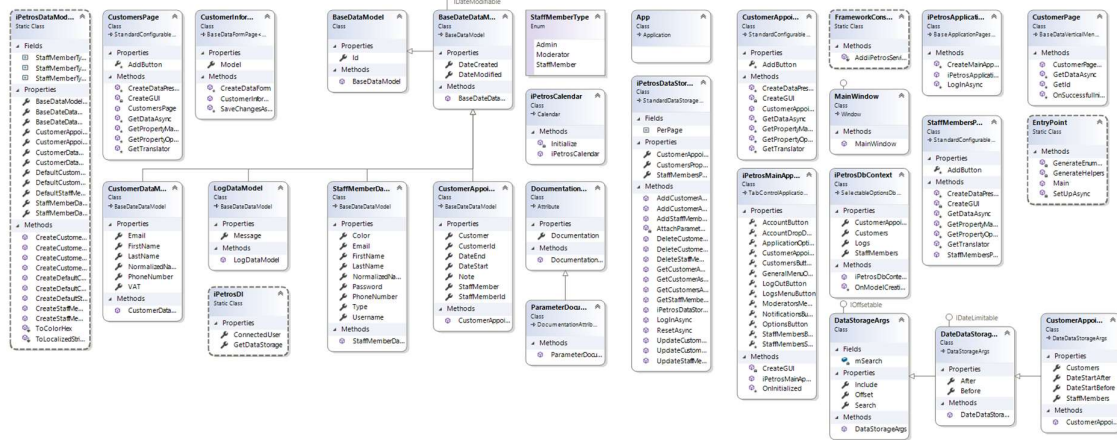 iPetrosDataMod...
Static Class
Fields
StaffMemberTy...
StaffMemberTy...
StaffMemberTy...
Properties
BaseDataModel...
BaseDateData...
BaseDateData...
CustomerAppoi...
CustomerData...
CustomerData...
DefaultCustom...
DefaultCustom...
DefaultStaffMe...
StaffMemberDa...
StaffMemberDa...
Methods
CreateCustome...
CreateCustome...
CreateCustome...
CreateCustome...
CreateDefaultC...
CreateDefaultC...
CreateDefaultSt...
CreateStaffMe...
CreateStaffMe...
ToColorHex
ToLocalizedStri...
CustomersPage
Class
StandardConfigurable...
Properties
AddButton
Methods
CreateDataPres...
CreateGUI
CustomersPage
GetDataAsync
GetPropertyMa...
GetPropertyOp...
GetTranslator
CustomerInfor...
Class
BaseDataFormPage<...
Properties
Model
Methods
CreateDataForm
CustomerInfor...
SaveChangesAs...
BaseDataModel
Class
Properties
Id
Methods
BaseDataModel
IDateModifiable
BaseDateDataM...
Class
BaseDataModel
Properties
DateCreated
DateModified
Methods
BaseDateData...
StaffMemberType
Enum
Admin
Moderator
StaffMember
iPetrosCalendar
Class
Calendar
Methods
Initialize
iPetrosCalendar
CustomerDataM...
Class
BaseDateDataModel
Properties
Email
FirstName
LastName
NormalizedNa...
PhoneNumber
VAT
Methods
CustomerData...
LogDataModel
Class
BaseDateDataModel
Properties
Message
Methods
LogDataModel
iPetrosDI
Static Class
Properties
ConnectedUser
GetDataStorage
StaffMemberDa...
Class
BaseDateDataModel
Properties
Color
Email
FirstName
LastName
NormalizedNa...
Password
PhoneNumber
Type
Username
Methods
StaffMemberDa...
CustomerAppoi...
Class
BaseDateDataModel
Properties
Customer
CustomerId
DateEnd
DateStart
Note
StaffMember
StaffMemberId
Methods
CustomerAppoi...
Documentation...
Class
Attribute
Properties
Documentation
Methods
Documentation...
ParameterDocu...
Class
DocumentationAttrib...
Methods
ParameterDocu...
App
Class
Application
iPetrosDataStor...
Class
StandardDataStorage...
Fields
PerPage
Properties
CustomerAppoi...
CustomersProp...
StaffMembersP...
Methods
AddCustomerA...
AddCustomerA...
AddStaffMemb...
AttachParamet...
DeleteCustome...
DeleteCustome...
DeleteStaffMe...
GetCustomerA...
GetCustomerAs...
GetCustomersA...
GetStaffMembe...
iPetrosDataStor...
LogInAsync
ResetAsync
UpdateCustom...
UpdateCustom...
UpdateStaffMe...
CustomerAppoi...
Class
StandardConfigurable...
Properties
AddButton
Methods
CreateDataPres...
CreateGUI
CustomerAppoi...
GetDataAsync
GetPropertyMa...
GetPropertyOp...
GetTranslator
iPetrosMainApp...
Class
TabControlApplication...
Properties
AccountButton
AccountDropD...
ApplicationOpti...
CustomerAppoi...
CustomersButt...
GeneralMenuO...
LogOutButton
LogsMenuButton
ModeratorsMe...
NotificationsBu...
OptionsButton
StaffMembersB...
StaffMembersS...
Methods
CreateGUI
iPetrosMainAp...
OnInitialized
FrameworkCons...
Static Class
Methods
AddiPetrosServi...
MainWindow
Class
Window
Methods
MainWindow
iPetrosDbContext
Class
SelectableOptionsDb...
Properties
CustomerAppoi...
Customers
Logs
StaffMembers
Methods
iPetrosDbConte...
OnModelCreati...
IOffsetable
DataStorageArgs
Class
Fields
mSearch
Properties
Include
Offset
Search
Methods
DataStorageArgs
iPetrosApplicati...
Class
BaseApplicationPages...
Methods
CreateMainApp...
iPetrosApplicati...
LogInAsync
StaffMembersP...
Class
StandardConfigurable...
Properties
AddButton
Methods
CreateDataPres...
CreateGUI
GetDataAsync
GetPropertyMa...
GetPropertyOp...
GetTranslator
StaffMembersP...
IDateLimitable
DateDataStorag...
Class
DataStorageArgs
Properties
After
Before
Methods
DateDataStora...
CustomerPage
Class
BaseDataVerticalMen...
Methods
CustomerPage...
GetDataAsync
GetId
OnSuccessfulIni...
EntryPoint
Static Class
Methods
GenerateEnum...
GenerateHelpers
Main
SetUpAsync
CustomerAppoi...
Class
DateDataStorageArgs
Properties
Customers
DateStartAfter
DateStartBefore
StaffMembers
Methods
CustomerAppoi...